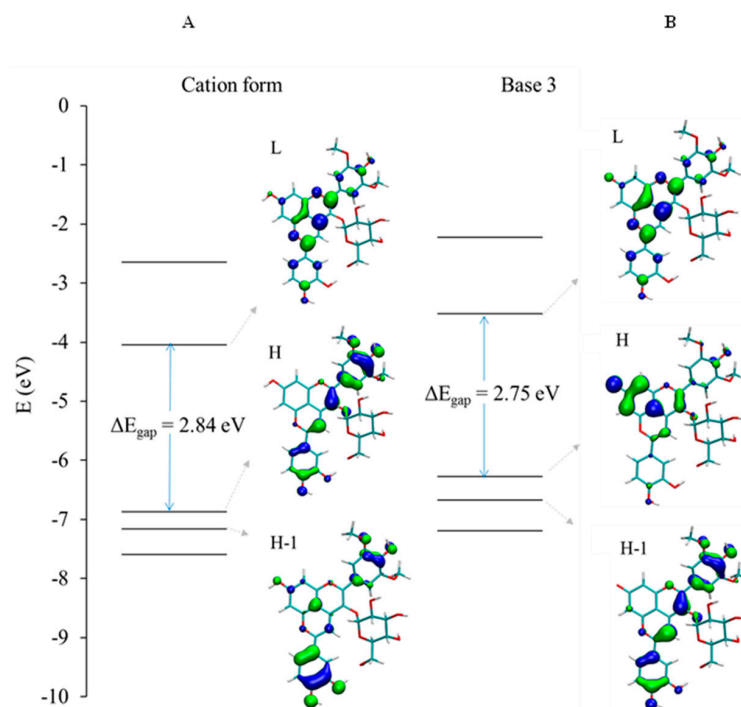 A
B
Cation form
Base 3
0
-1
-2
-3
-4
-5
-6
-7
-8
-9
-10
E (eV)
L
H
H-1
ΔEgap = 2.84 eV
L
H
H-1
ΔEgap = 2.75 eV